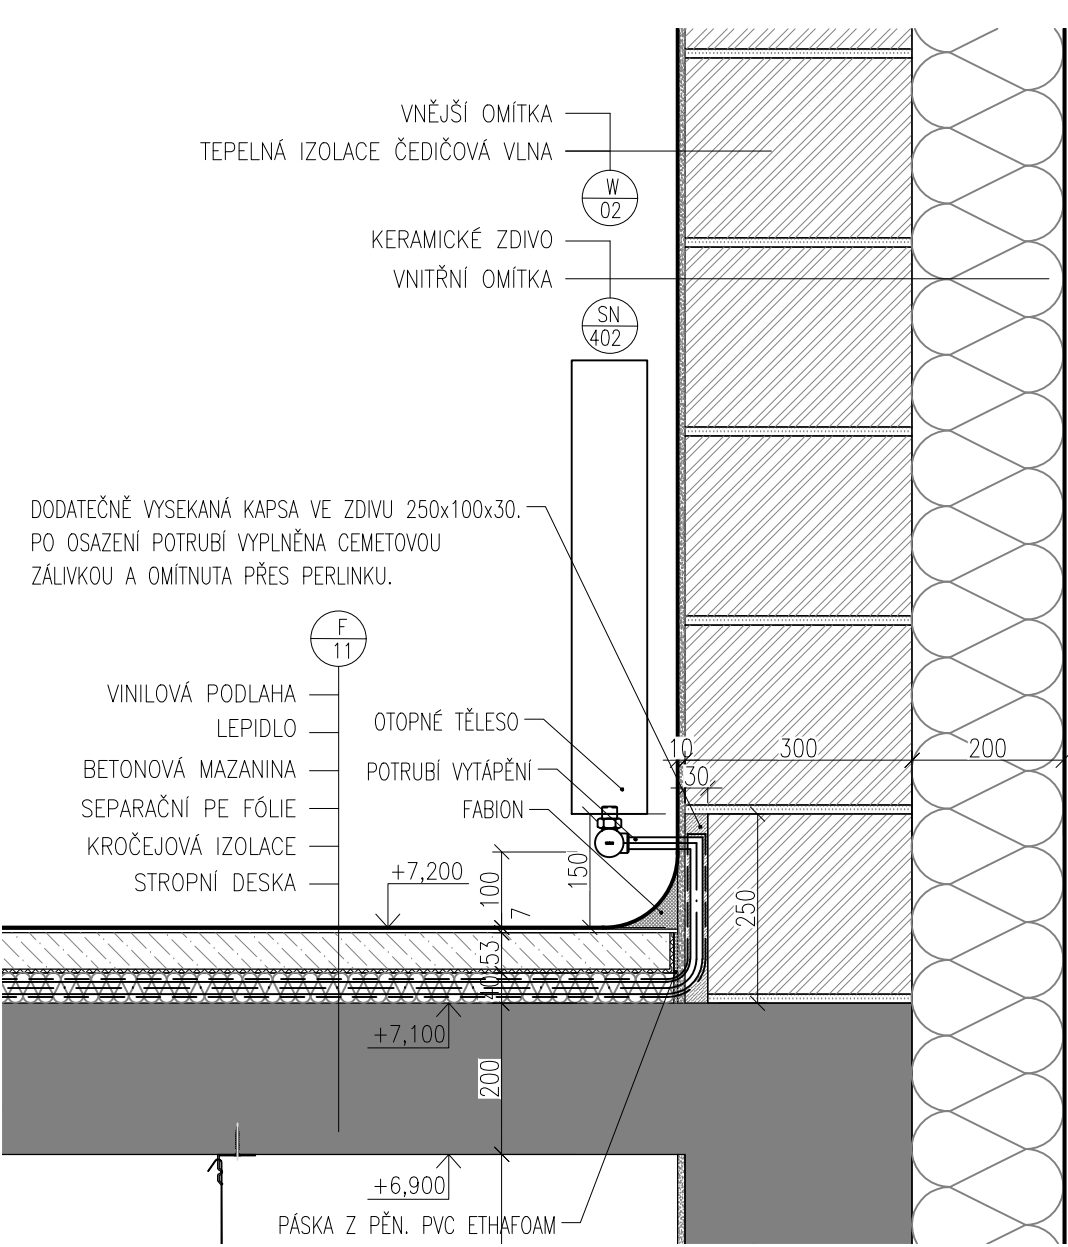 VNĚJŠÍ OMÍTKA
TEPELNÁ IZOLACE ČEDIČOVÁ VLNA
W
02
KERAMICKÉ ZDIVO
VNITŘNÍ OMÍTKA
SN
402
DODATEČNĚ VYSEKANÁ KAPSA VE ZDIVU 250x100x30.
PO OSAZENÍ POTRUBÍ VYPLNĚNA CEMETOVOU
ZÁLIVKOU A OMÍTNUTA PŘES PERLINKU.
F
11
VINILOVÁ PODLAHA
LEPIDLO
BETONOVÁ MAZANINA
SEPARAČNÍ PE FÓLIE
KROČEJOVÁ IZOLACE
STROPNÍ DESKA
OTOPNÉ TĚLESO
POTRUBÍ VYTÁPĚNÍ
FABION
10
300
200
30
150
250
+7,200
100
7
53
40
+7,100
200
+6,900
PÁSKA Z PĚN. PVC ETHAFOAM